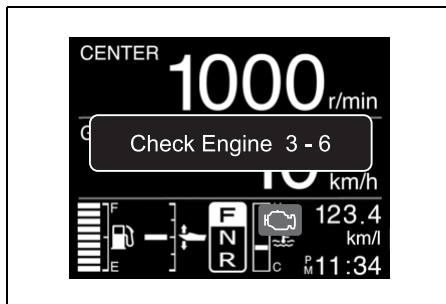 CENTER
1000 r/min
G
Check Engine 3 - 6
km/h
F
E
F
N
R
C
123.4
km/l
PM 11:34